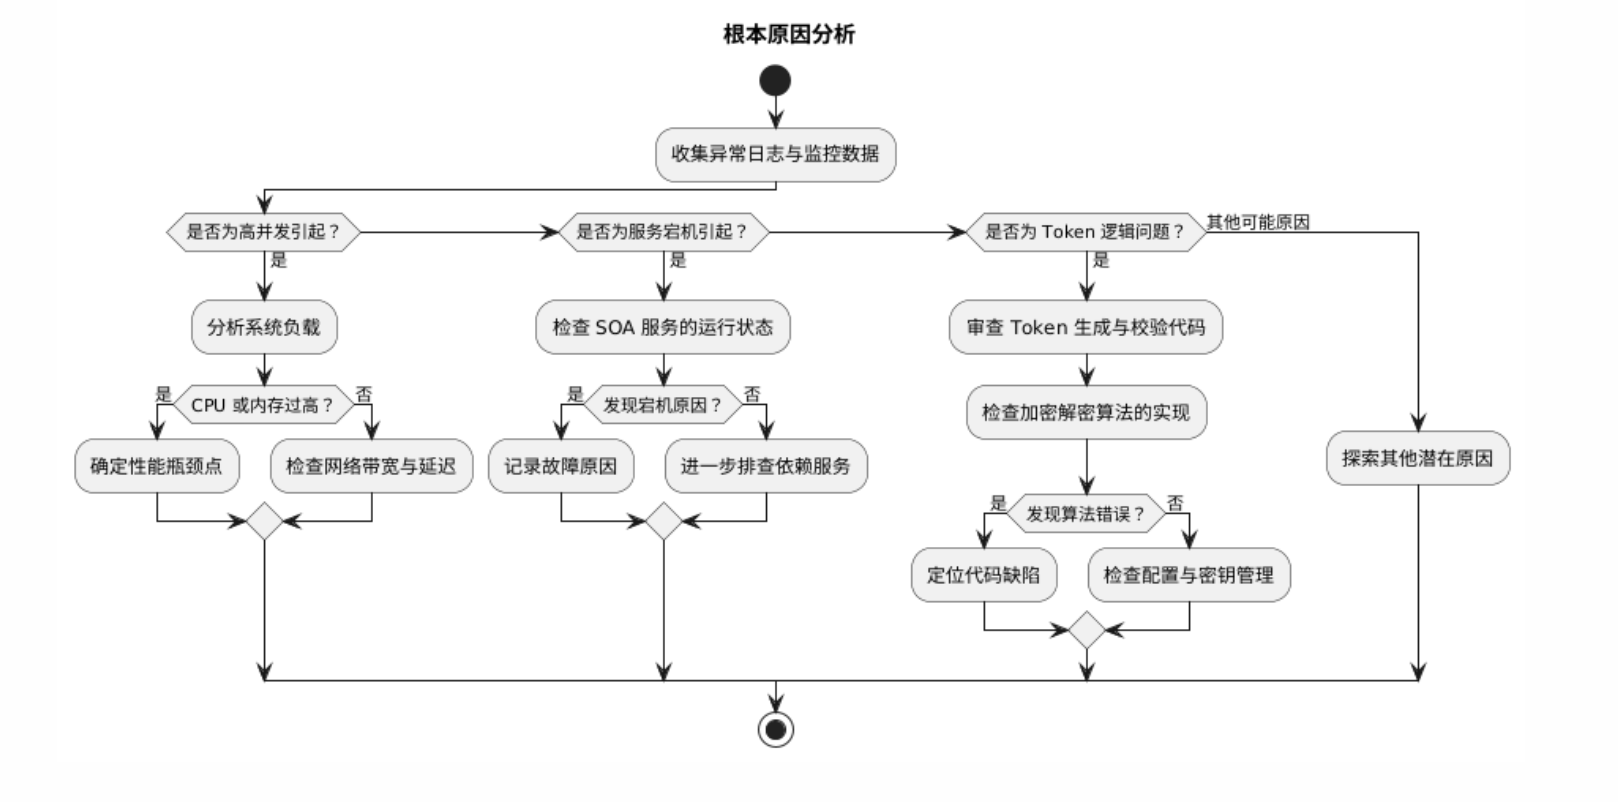 根本原因分析
收集异常日志与监控数据
是否为高并发引起？
是否为服务宕机引起？
是否为 Token 逻辑问题？
其他可能原因
是
是
是
分析系统负载
检查 SOA 服务的运行状态
审查 Token 生成与校验代码
是
CPU 或内存过高？
否
是
发现宕机原因？
否
检查加密解密算法的实现
确定性能瓶颈点
检查网络带宽与延迟
记录故障原因
进一步排查依赖服务
探索其他潜在原因
是
发现算法错误？
否
定位代码缺陷
检查配置与密钥管理